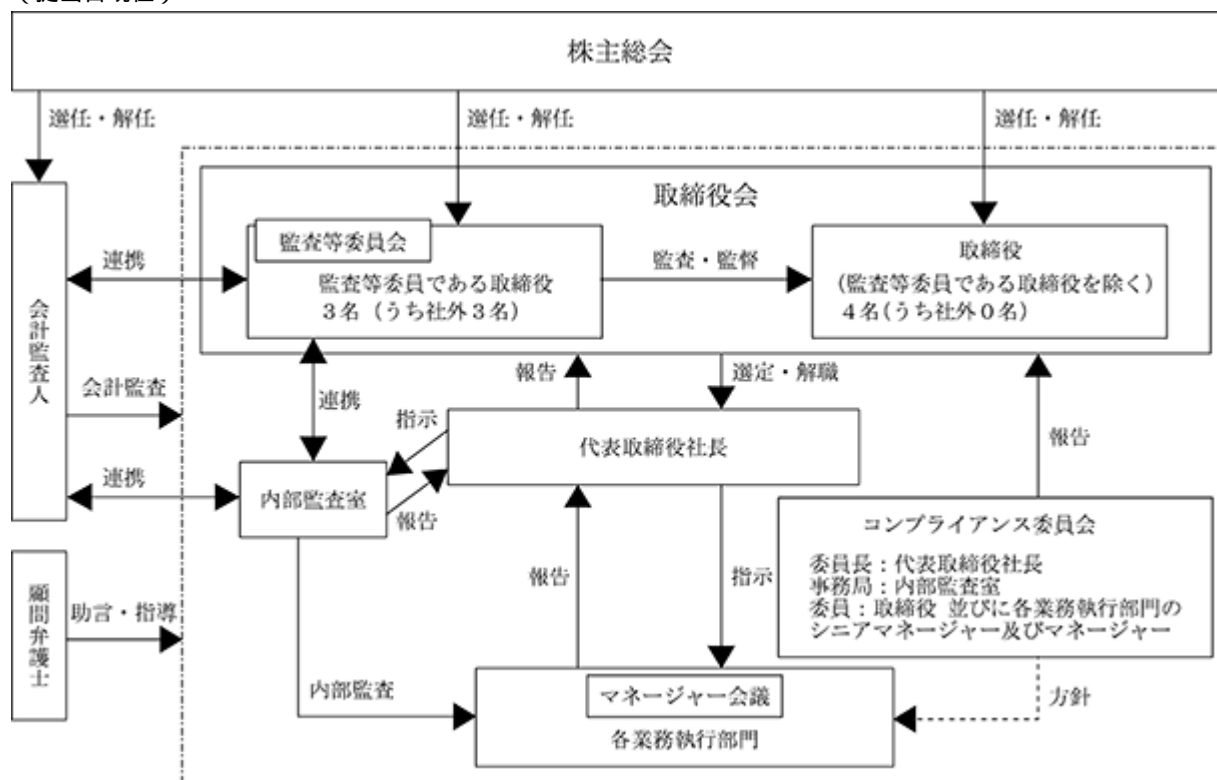 株主総会
選任・解任
選任・解任
選任・解任
取締役会
監査等委員会
監査等委員である取締役
3名(うち社外3名)
監査・監督
取締役
(監査等委員である取締役を除く)
4名(うち社外0名)
連携
会計監査人
会計監査
連携
連携
報告
選定・解職
指示
代表取締役社長
報告
内部監査室
報告
コンプライアンス委員会
委員長:代表取締役社長
事務局:内部監査室
委員:取締役 並びに各業務執行部門の
シニアマネージャー及びマネージャー
報告
指示
顧問弁護士
助言・指導
内部監査
マネージャー会議
各業務執行部門
方針